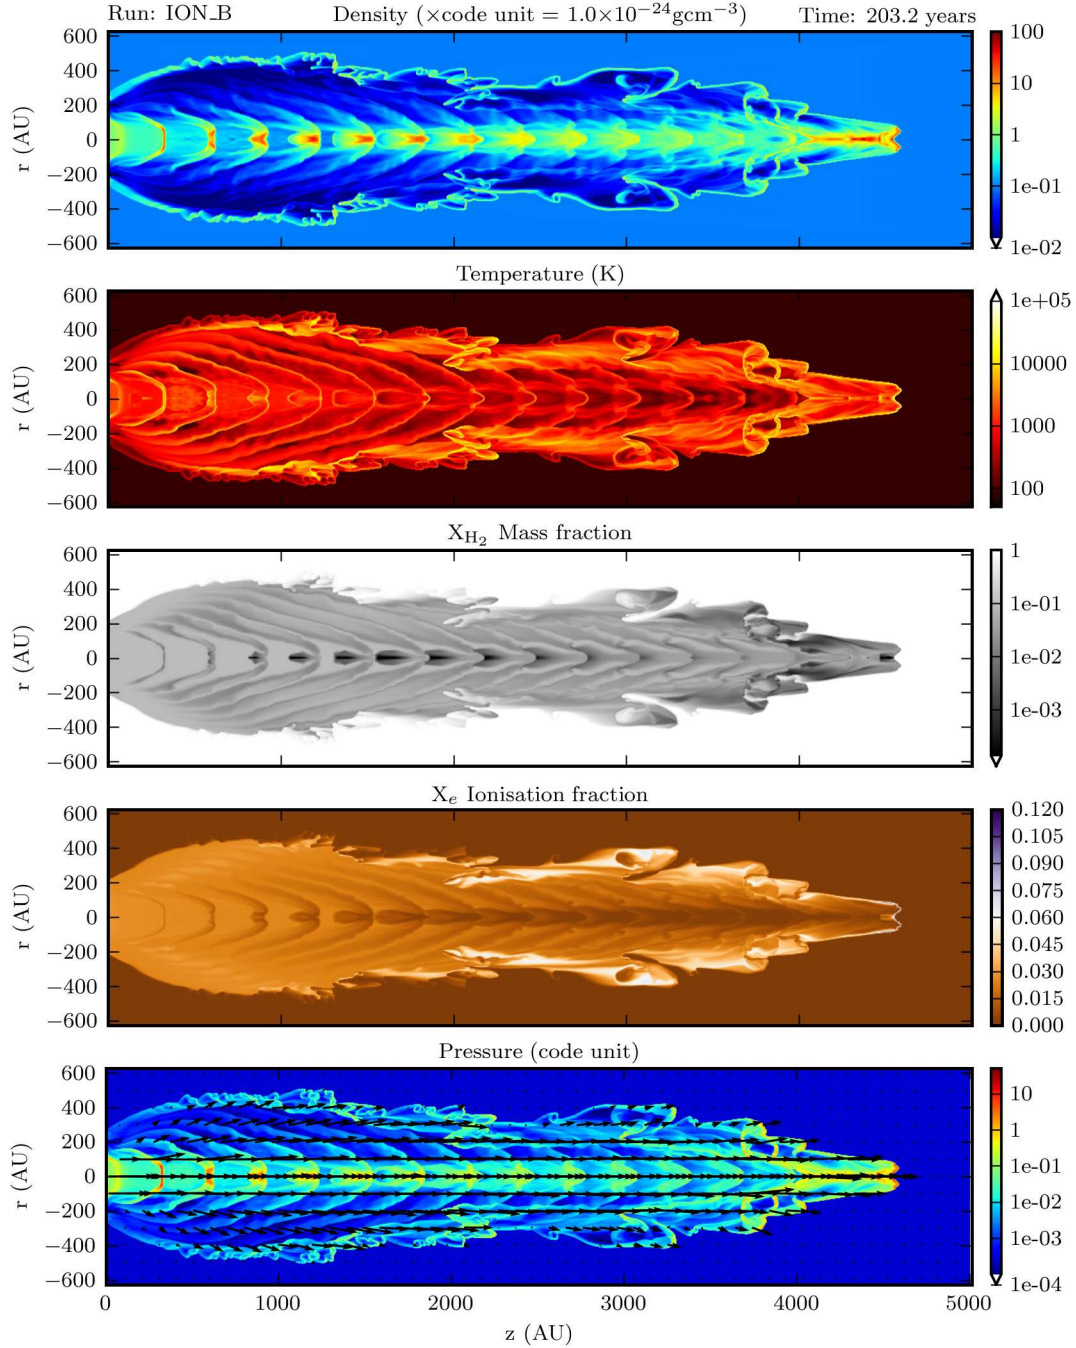 Run: ION_B Density (×code unit = 1.0×10−24gcm−3) Time: 203.2 years
600
400
200
0
−200
−400
−600
r (AU)
100
10
1
1e-01
1e-02
Temperature (K)
600
400
200
0
−200
−400
−600
r (AU)
1e+05
10000
1000
100
XH2 Mass fraction
600
400
200
0
−200
−400
−600
r (AU)
1
1e-01
1e-02
1e-03
Xe Ionisation fraction
600
400
200
0
−200
−400
−600
r (AU)
0.120
0.105
0.090
0.075
0.060
0.045
0.030
0.015
0.000
Pressure (code unit)
600
400
200
0
−200
−400
−600
r (AU)
10
1
1e-01
1e-02
1e-03
1e-04
0 1000 2000 3000 4000 5000
z (AU)